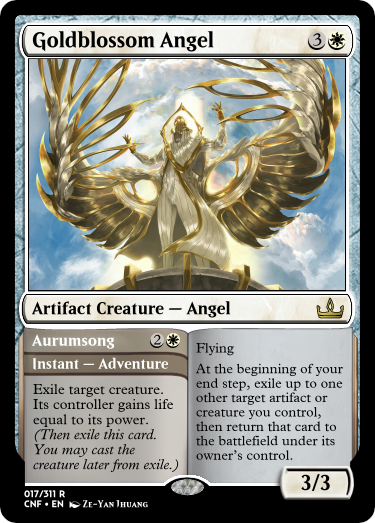 Goldblossom Angel 3
Artifact Creature — Angel
Aurumsong 2
Instant — Adventure
Exile target creature.
Its controller gains life
equal to its power.
(Then exile this card.
You may cast the
creature later from exile.)
Flying
At the beginning of your
end step, exile up to one
other target artifact or
creature you control,
then return that card to
the battlefield under its
owner's control.
3/3
017/311 R
CNF • EN Ze-Yan Jhuang